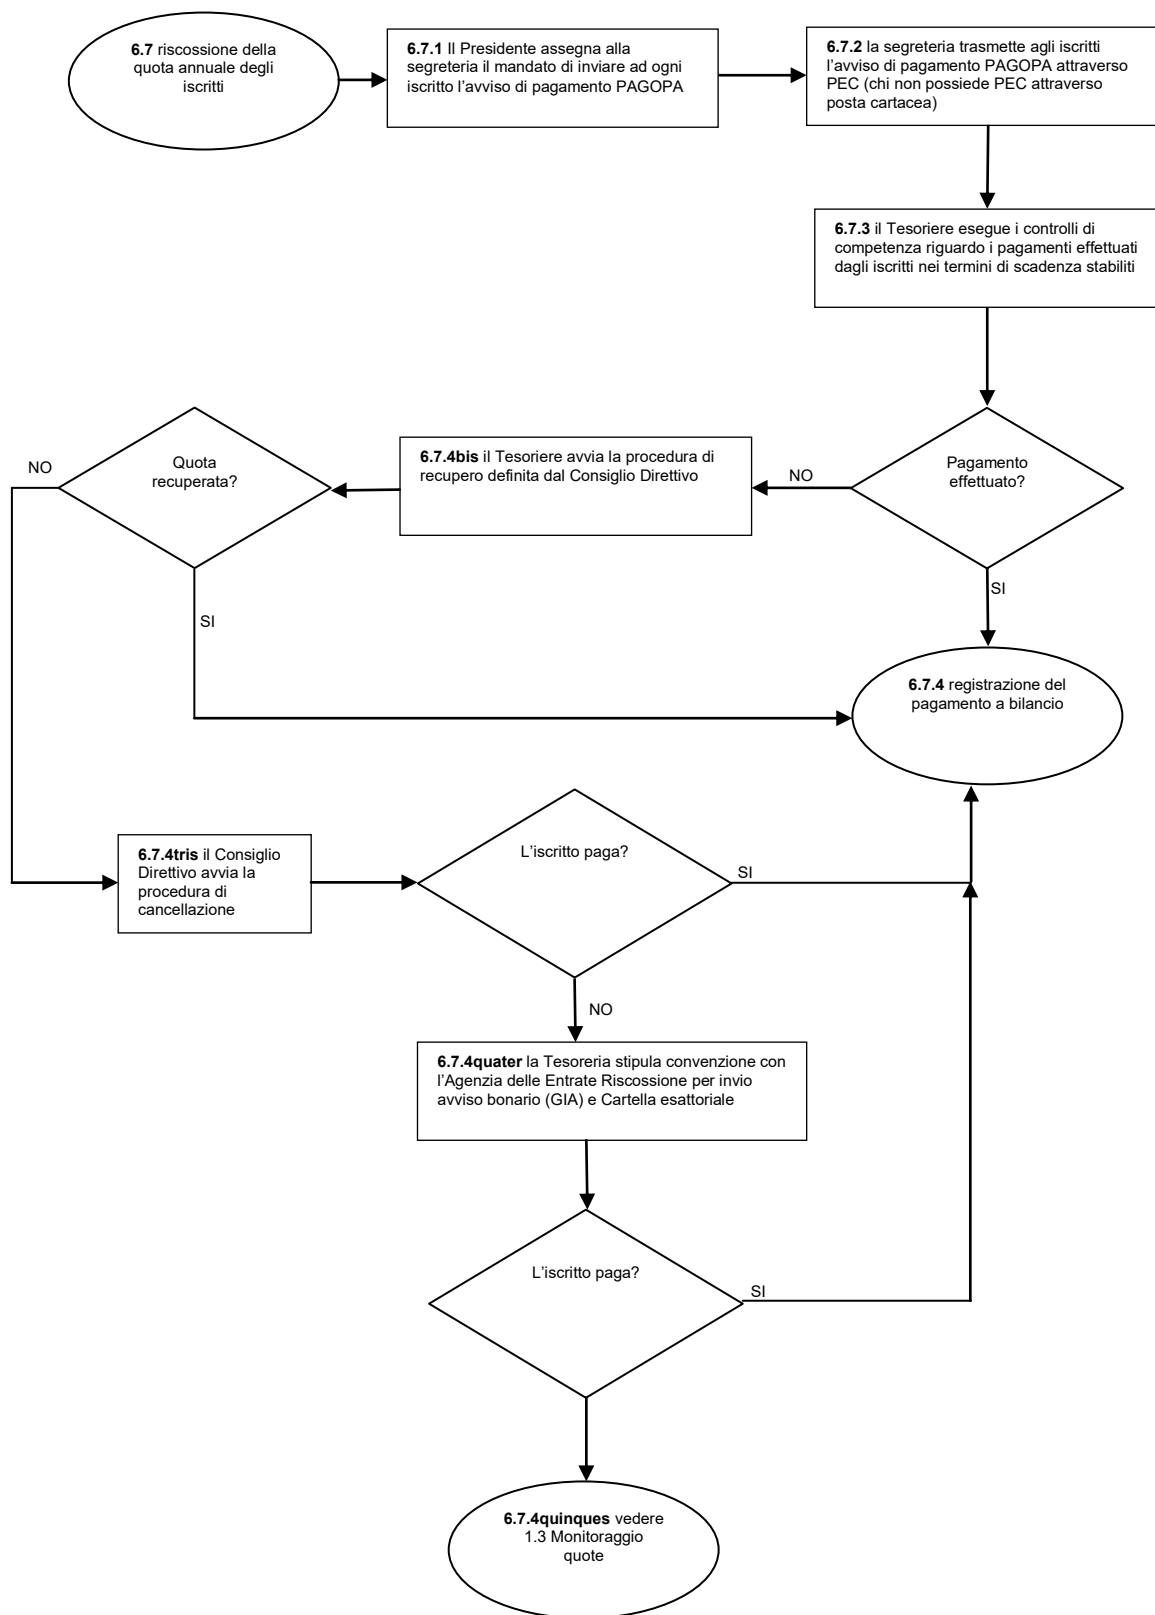 6.7 riscossione della
quota annuale degli
iscritti
6.7.1 Il Presidente assegna alla
segreteria il mandato di inviare ad ogni
iscritto l’avviso di pagamento PAGOPA
6.7.2 la segreteria trasmette agli iscritti
l’avviso di pagamento PAGOPA attraverso
PEC (chi non possiede PEC attraverso
posta cartacea)
6.7.3 il Tesoriere esegue i controlli di
competenza riguardo i pagamenti effettuati
dagli iscritti nei termini di scadenza stabiliti
Pagamento
effettuato?
NO
SI
6.7.4bis il Tesoriere avvia la procedura di
recupero definita dal Consiglio Direttivo
Quota
recuperata?
NO
SI
6.7.4 registrazione del
pagamento a bilancio
6.7.4tris il Consiglio
Direttivo avvia la
procedura di
cancellazione
L’iscritto paga?
SI
NO
6.7.4quater la Tesoreria stipula convenzione con
l’Agenzia delle Entrate Riscossione per invio
avviso bonario (GIA) e Cartella esattoriale
L’iscritto paga?
SI
6.7.4quinques vedere
1.3 Monitoraggio
quote